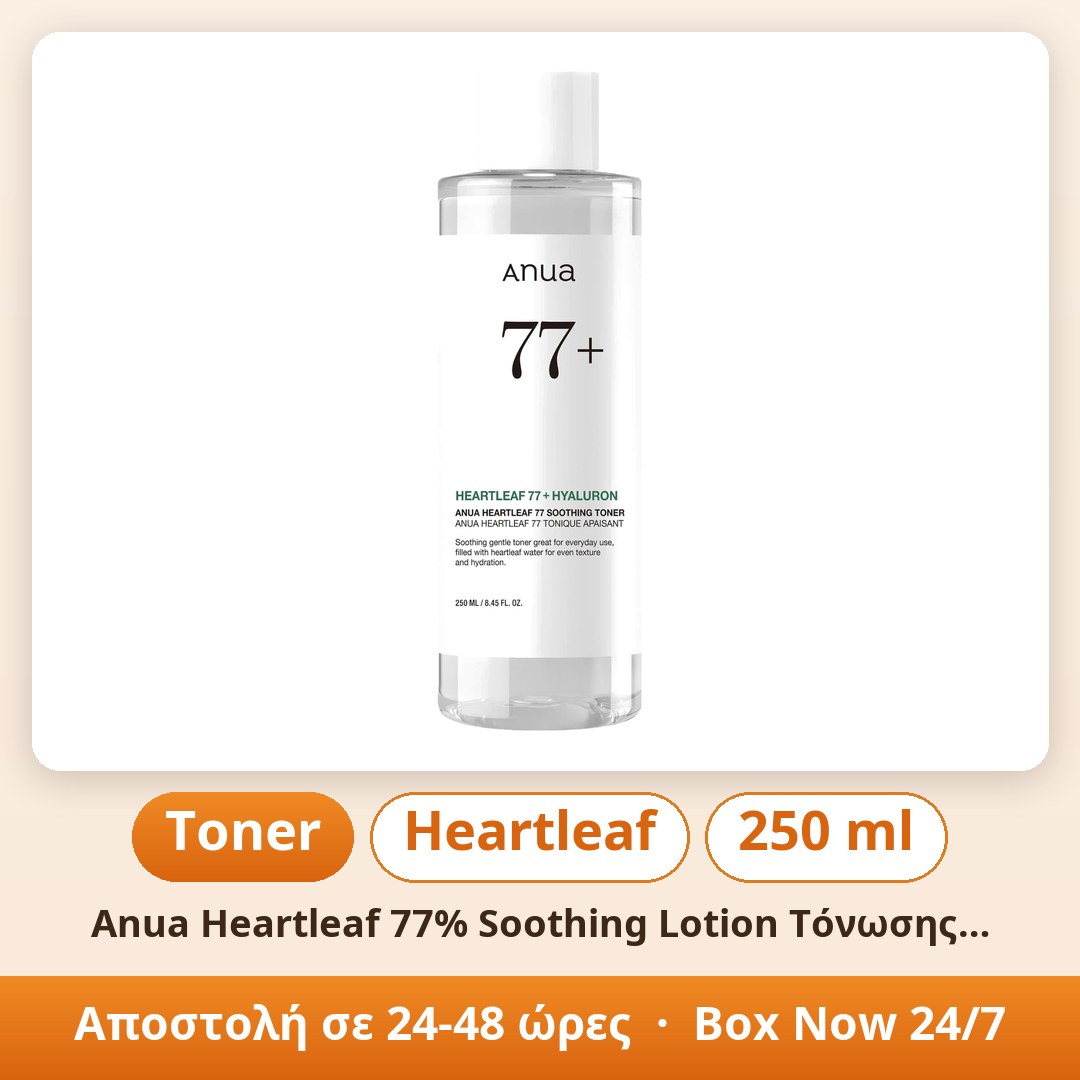 Anua
77+
HEARTLEAF 77+HYALURON
ANUA HEARTLEAF 77 SOOTHING TONER
ANUA HEARTLEAF 77 TONIQUE APAISANT
Soothing gentle toner great for everyday use,
filled with heartleaf water for even texture
and hydration.
250 ML / 8.45 FL. OZ.
Toner Heartleaf 250 ml
Anua Heartleaf 77% Soothing Lotion Τόνωσης...
Αποστολή σε 24-48 ώρες · Box Now 24/7